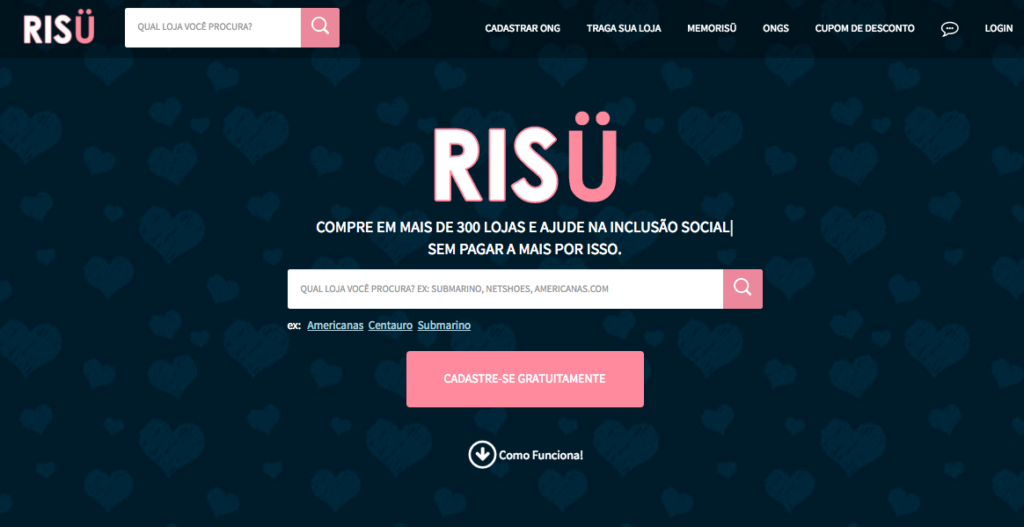 RISÜ
QUAL LOJA VOCÊ PROCURA?
CADASTRAR ONG
TRAGA SUA LOJA
MEMORISÜ
ONGS
CUPOM DE DESCONTO
LOGIN
RISÜ
COMPRE EM MAIS DE 300 LOJAS E AJUDE NA INCLUSÃO SOCIAL|
SEM PAGAR A MAIS POR ISSO.
QUAL LOJA VOCÊ PROCURA? EX: SUBMARINO, NETSHOES, AMERICANAS.COM
ex: Americanas Centauro Submarino
CADASTRE-SE GRATUITAMENTE
Como Funciona!